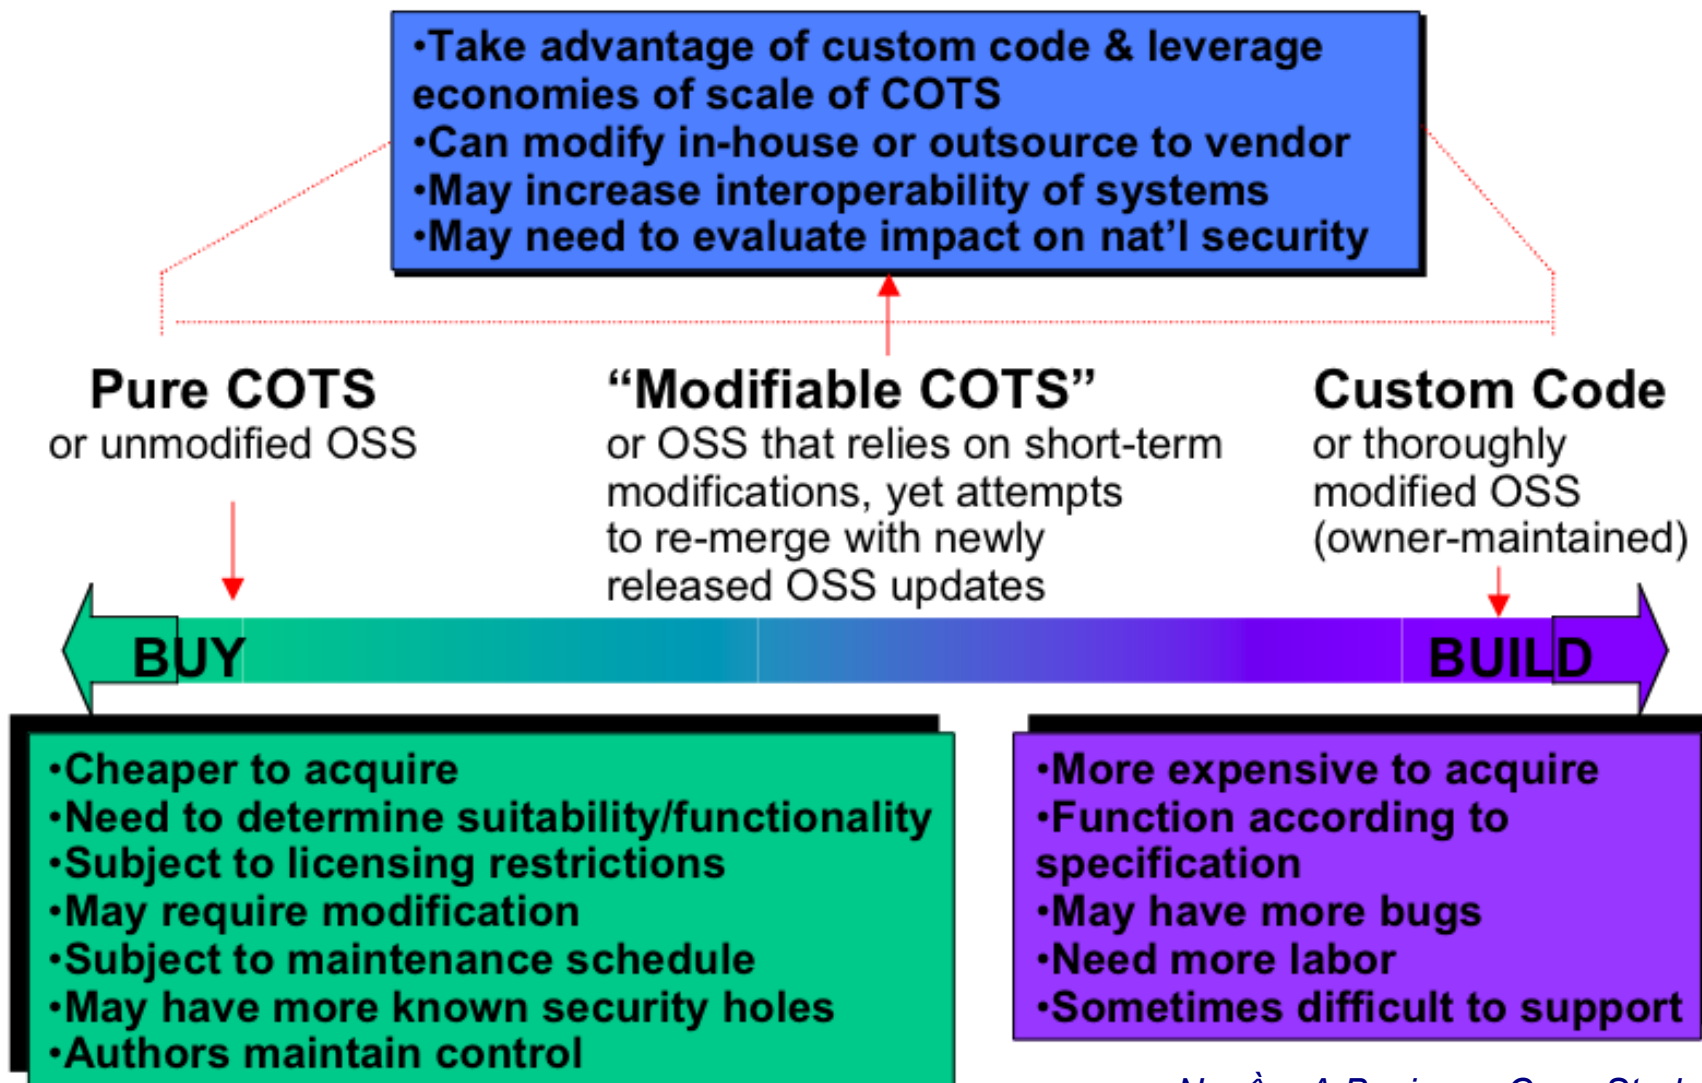 •Take advantage of custom code & leverage
economies of scale of COTS
•Can modify in-house or outsource to vendor
•May increase interoperability of systems
•May need to evaluate impact on nat’l security
Pure COTS
or unmodified OSS
“Modifiable COTS”
or OSS that relies on short-term
modifications, yet attempts
to re-merge with newly
released OSS updates
Custom Code
or thoroughly
modified OSS
(owner-maintained)
BUY
BUILD
•Cheaper to acquire
•Need to determine suitability/functionality
•Subject to licensing restrictions
•May require modification
•Subject to maintenance schedule
•May have more known security holes
•Authors maintain control
•More expensive to acquire
•Function according to
specification
•May have more bugs
•Need more labor
•Sometimes difficult to support